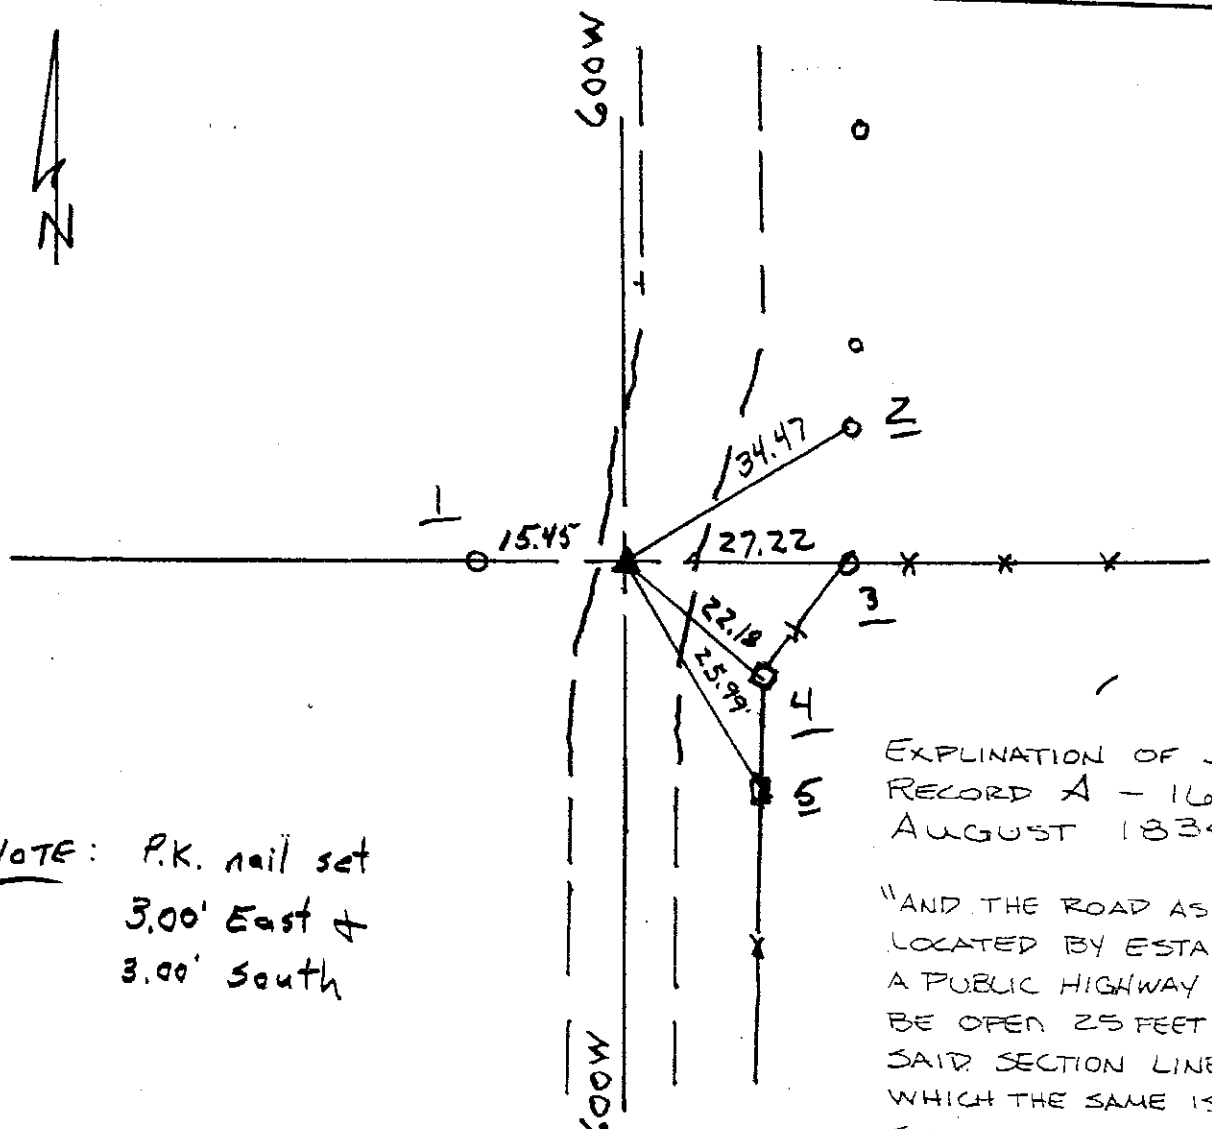 600W
N
2
34.47
1
15.45
27.22
3
22.18
25.99'
4
5
EXPLINATION OF
RECORD A - 16
AUGUST 183
NOTE: P.K. nail set
3.00' East &
3.00' south
"AND THE ROAD AS
LOCATED BY ESTA
A PUBLIC HIGHWAY
BE OPEN 25 FEET
SAID SECTION LINE
WHICH THE SAME IS
600W